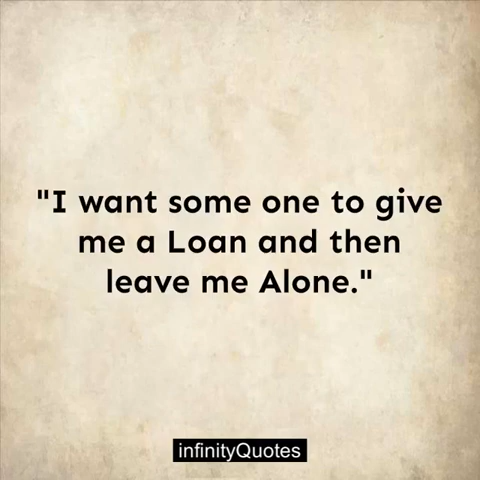 "I want some one to give
me a Loan and then
leave me Alone."
infinityQuotes